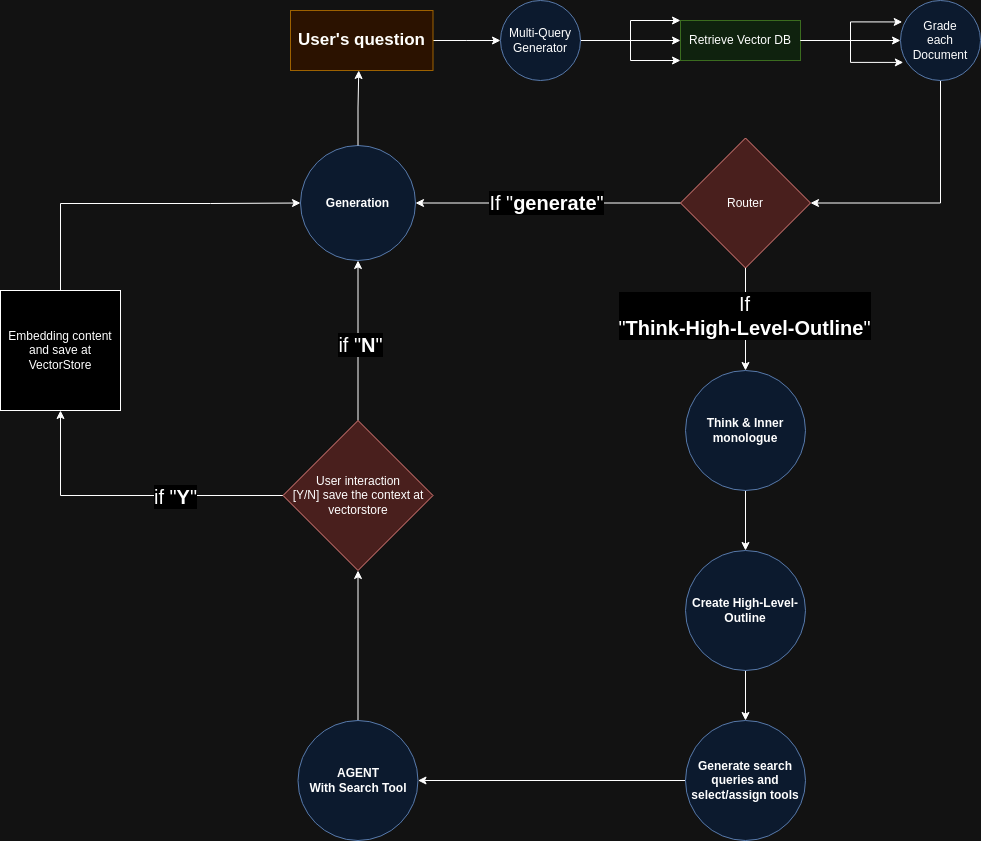 User's question
Multi-Query
Generator
Retrieve Vector DB
Grade
each
Document
Generation
If "generate"
Router
If
"Think-High-Level-Outline"
Embedding content
and save at
VectorStore
if "N"
Think & Inner
monologue
User interaction
[Y/N] save the context at
vectorstore
if "Y"
Create High-Level-
Outline
AGENT
With Search Tool
Generate search
queries and
select/assign tools